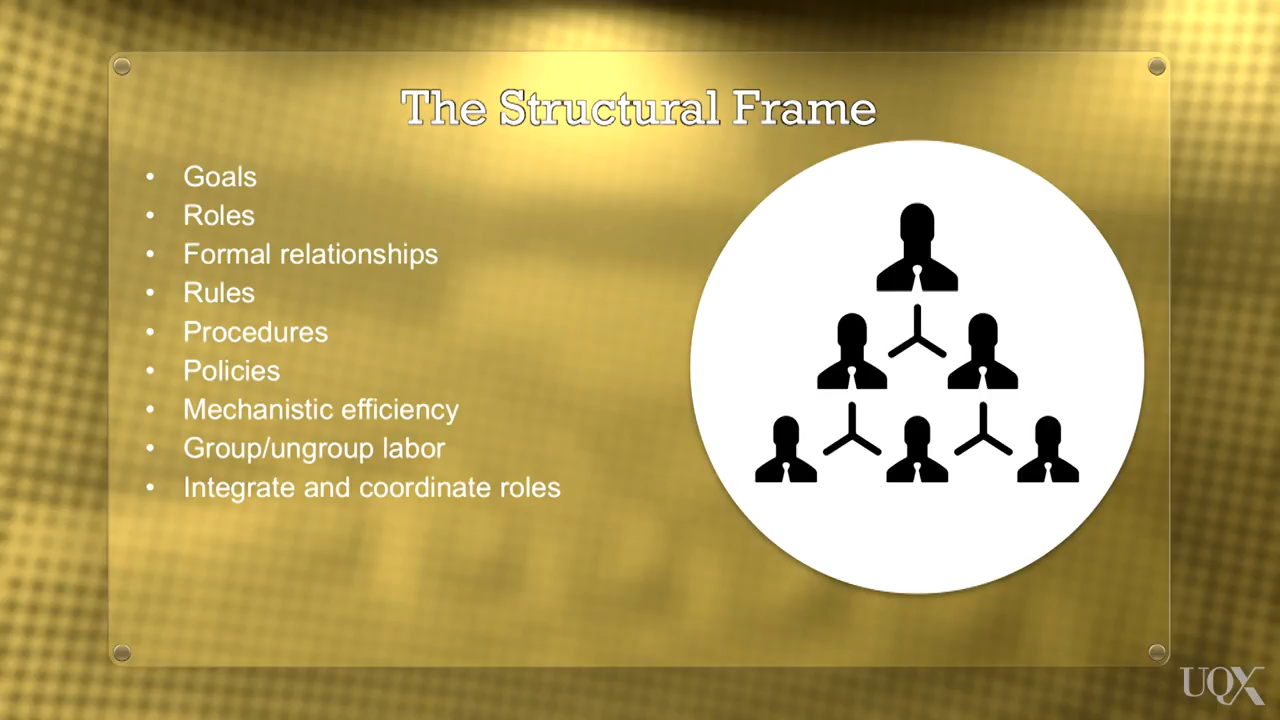 The Structural Frame
• Goals
• Roles
• Formal relationships
• Rules
• Procedures
• Policies
• Mechanistic efficiency
• Group/ungroup labor
• Integrate and coordinate roles
UQX